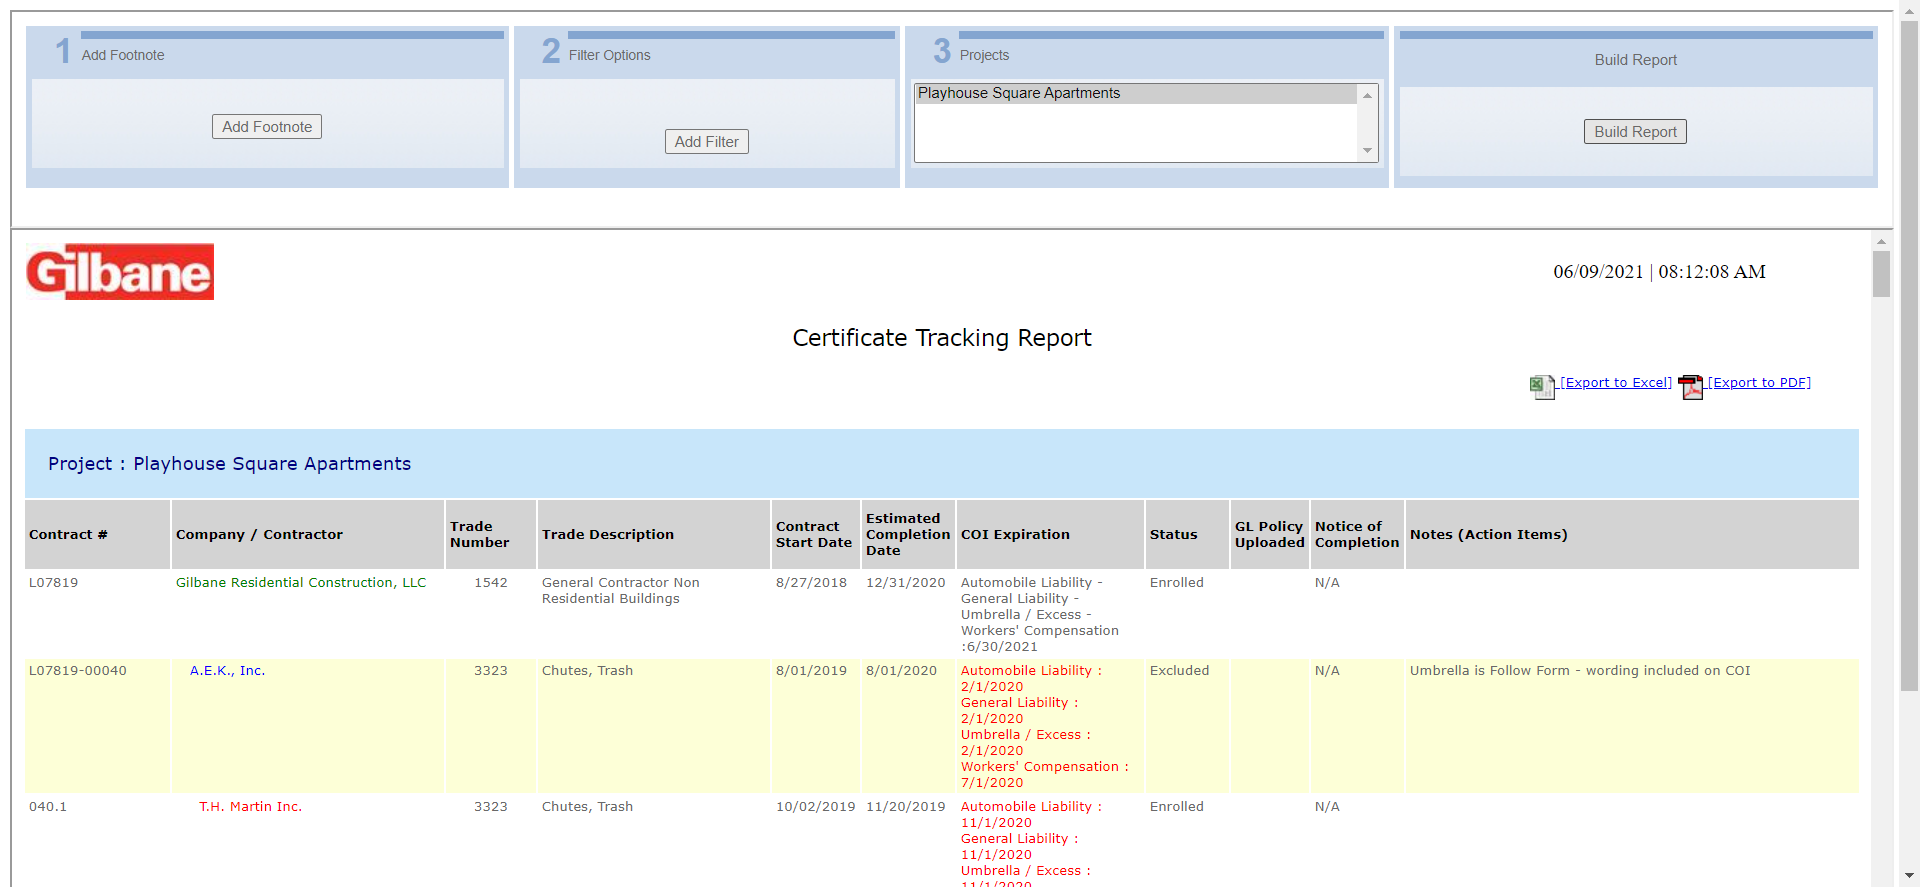 1 Add Footnote
Add Footnote
2 Filter Options
Add Filter
3 Projects
Playhouse Square Apartments
Build Report
Build Report
Gilbane
06/09/2021 | 08:12:08 AM
Certificate Tracking Report
[Export to Excel] [Export to PDF]
Project : Playhouse Square Apartments
Contract #
Company / Contractor
Trade
Number
Trade Description
Contract
Start Date
Estimated
Completion
Date
COI Expiration
Status
GL Policy
Uploaded
Notice of
Completion
Notes (Action Items)
L07819
Gilbane Residential Construction, LLC
1542
General Contractor Non
Residential Buildings
8/27/2018
12/31/2020
Automobile Liability -
General Liability -
Umbrella / Excess -
Workers' Compensation
:6/30/2021
Enrolled
N/A
L07819-00040
A.E.K., Inc.
3323
Chutes, Trash
8/01/2019
8/01/2020
Automobile Liability :
2/1/2020
General Liability :
2/1/2020
Umbrella / Excess :
2/1/2020
Workers' Compensation :
7/1/2020
Excluded
N/A
Umbrella is Follow Form - wording included on COI
040.1
T.H. Martin Inc.
3323
Chutes, Trash
10/02/2019
11/20/2019
Automobile Liability :
11/1/2020
General Liability :
11/1/2020
Umbrella / Excess :
11/1/2020
Enrolled
N/A